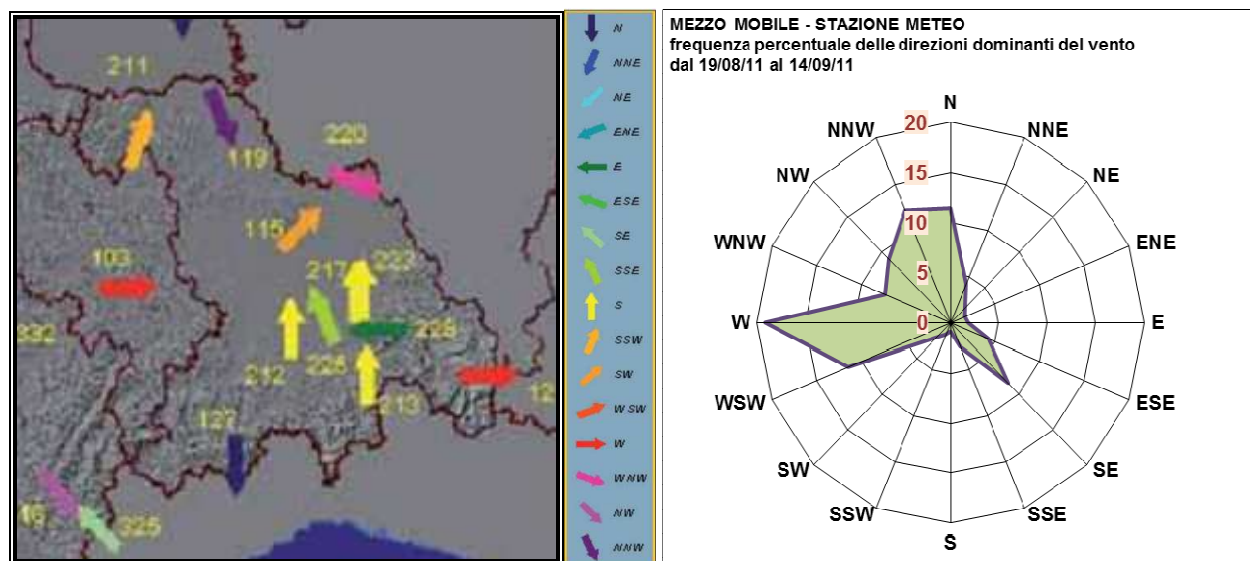 211
119
220
115
103
217
223
332
228
226
212
213
12
127
16
325
N
NNE
NE
ENE
E
ESE
SE
SSE
S
SSW
SW
WSW
W
WNW
NW
NNW
MEZZO MOBILE - STAZIONE METEO
frequenza percentuale delle direzioni dominanti del vento
dal 19/08/11 al 14/09/11
N
NNW
20
NNE
NW
15
NE
WNW
10
ENE
5
W
0
E
WSW
ESE
SW
SE
SSW
SSE
S